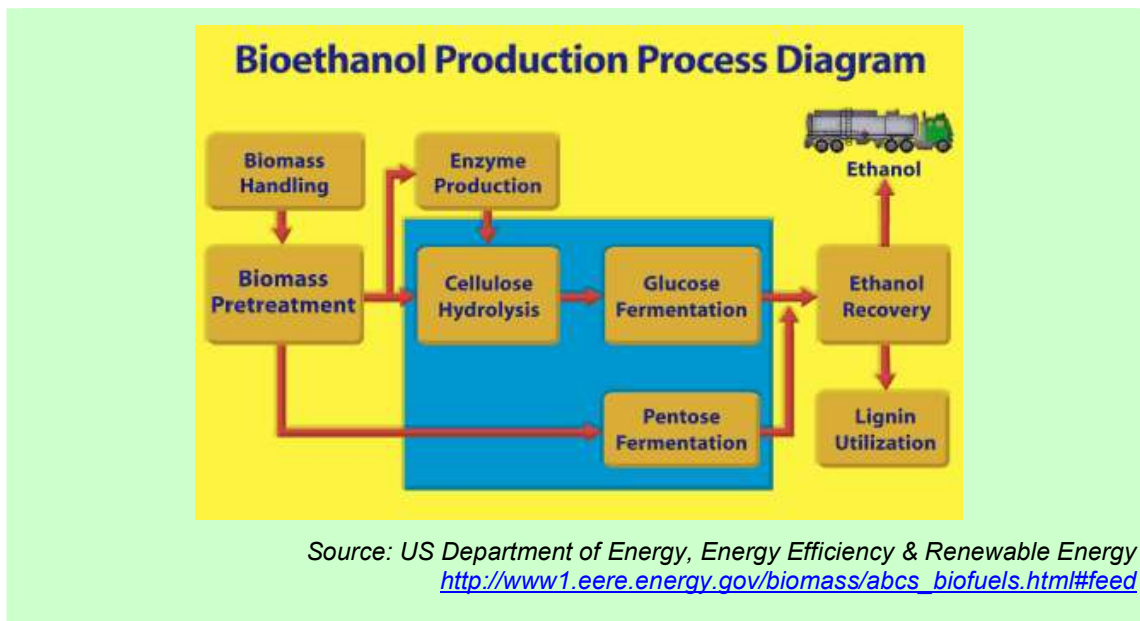 Bioethanol Production Process Diagram
Biomass
Handling
Enzyme
Production
Ethanol
Biomass
Pretreatment
Cellulose
Hydrolysis
Glucose
Fermentation
Ethanol
Recovery
Pentose
Fermentation
Lignin
Utilization
Source: US Department of Energy, Energy Efficiency & Renewable Energy
http://www1.eere.energy.gov/biomass/abcs_biofuels.html#feed